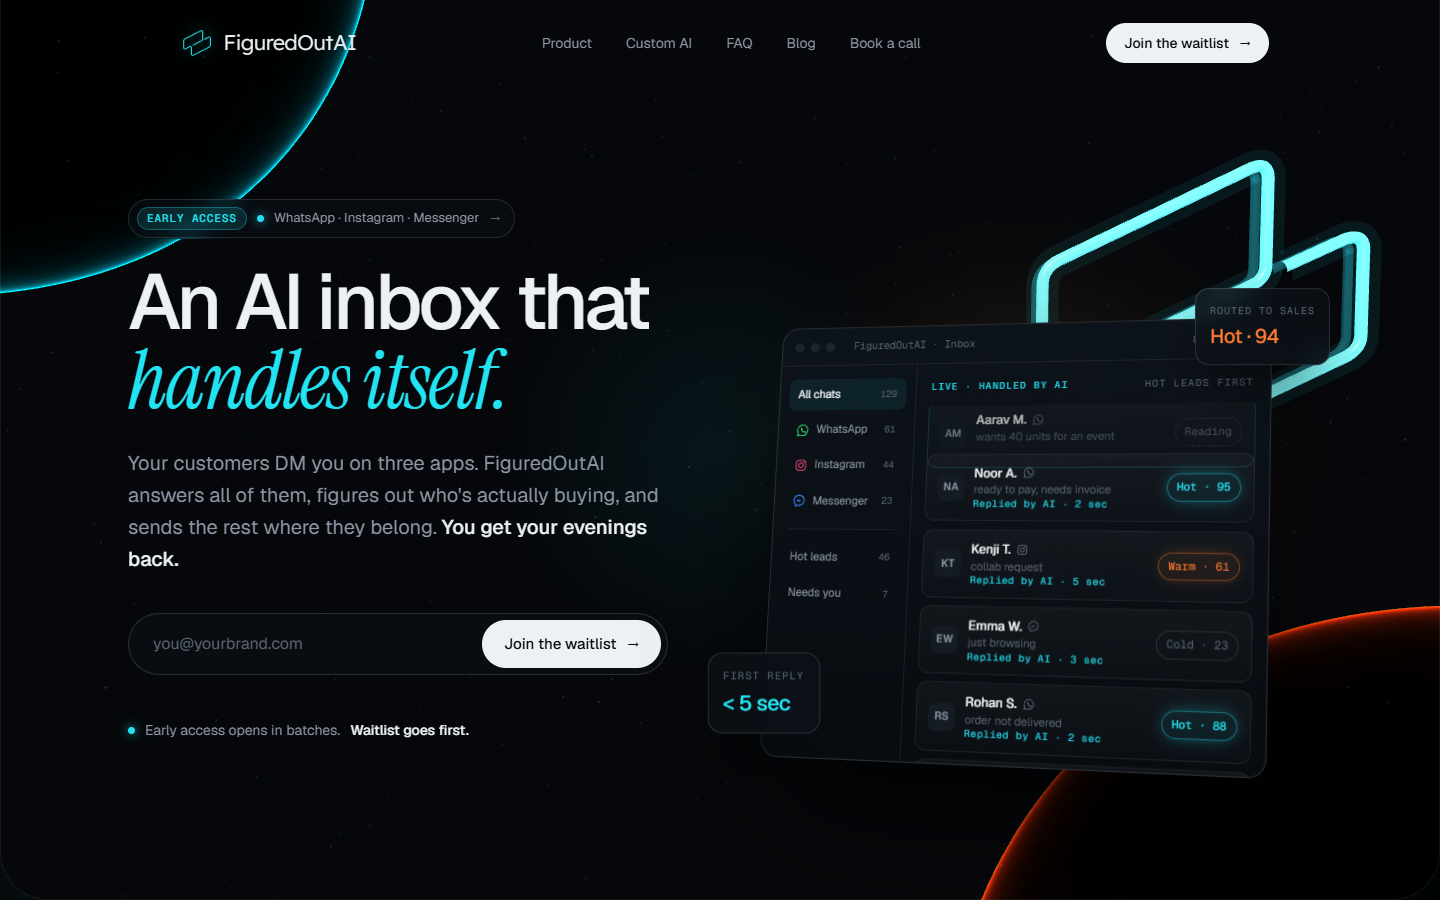 FiguredOutAI
Product
Custom AI
FAQ
Blog
Book a call
Join the waitlist →
EARLY ACCESS
WhatsApp · Instagram · Messenger →
An AI inbox that
handles itself.
Your customers DM you on three apps. FiguredOutAI
answers all of them, figures out who's actually buying, and
sends the rest where they belong. You get your evenings
back.
you@yourbrand.com
Join the waitlist →
Early access opens in batches. Waitlist goes first.
ROUTED TO SALES
Hot · 94
FiguredOutAI · Inbox
All chats 129
WhatsApp 61
Instagram 44
Messenger 23
Hot leads 46
Needs you 7
LIVE · HANDLED BY AI
HOT LEADS FIRST
AM
Aarav M.
wants 40 units for an event
Reading
NA
Noor A.
ready to pay, needs invoice
Replied by AI · 2 sec
Hot · 95
KT
Kenji T.
collab request
Replied by AI · 5 sec
Warm · 61
EW
Emma W.
just browsing
Replied by AI · 3 sec
Cold · 23
RS
Rohan S.
order not delivered
Replied by AI · 2 sec
Hot · 88
FIRST REPLY
< 5 sec